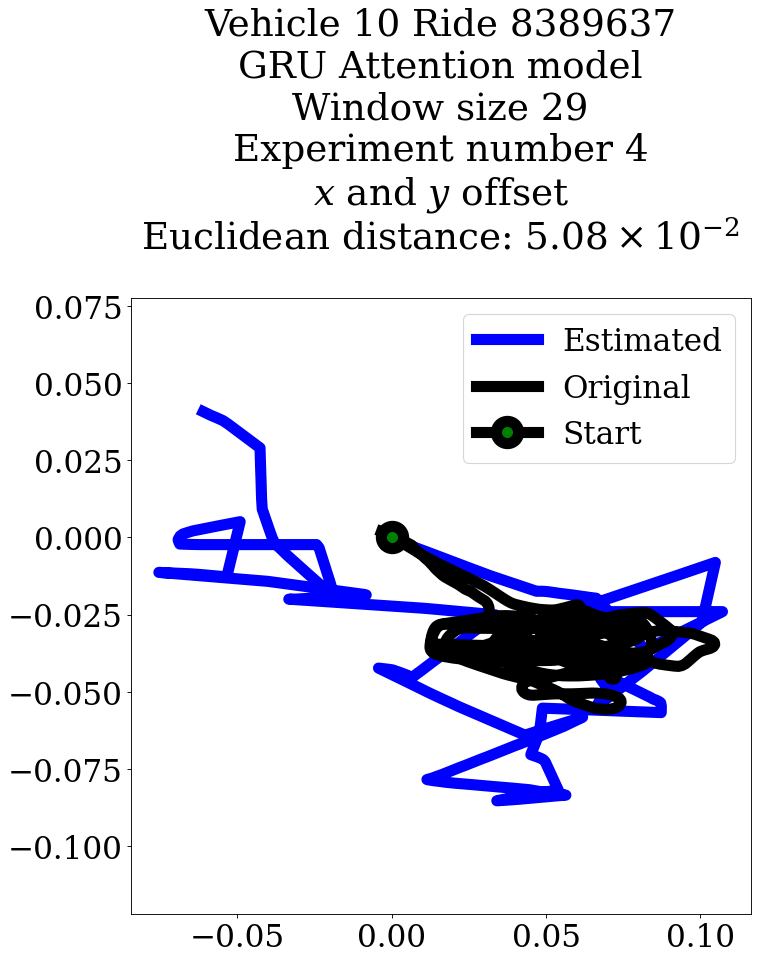 Vehicle 10 Ride 8389637
GRU Attention model
Window size 29
Experiment number 4
x and y offset
Euclidean distance: 5.08 × 10⁻²
Estimated
Original
Start
0.075
0.050
0.025
0.000
−0.025
−0.050
−0.075
−0.100
−0.05 0.00 0.05 0.10